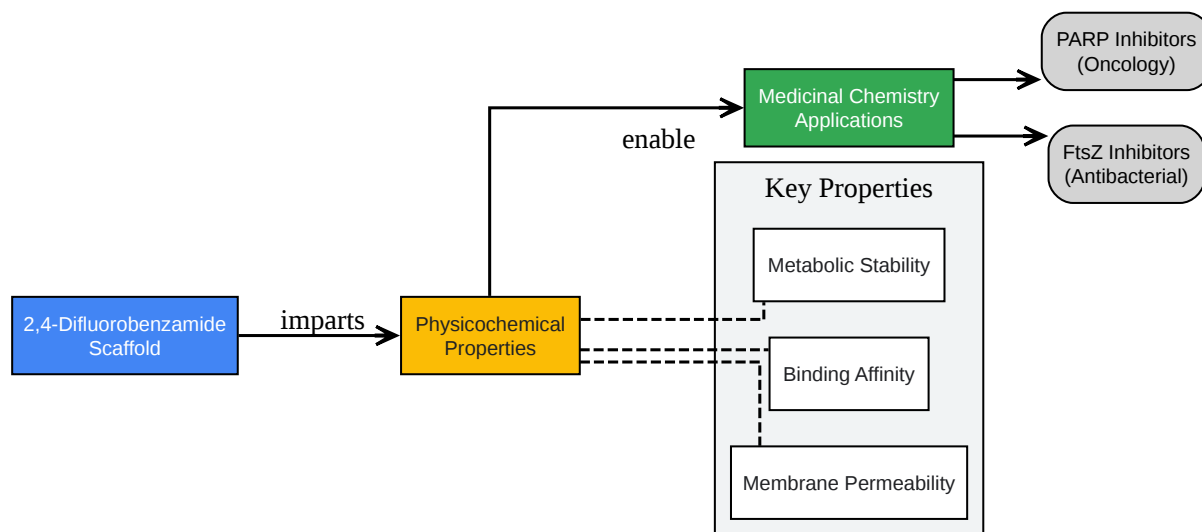 PARP Inhibitors
(Oncology)
Medicinal Chemistry
Applications
enable
FtsZ Inhibitors
(Antibacterial)
Key Properties
Metabolic Stability
2,4-Difluorobenzamide
Scaffold
imparts
Physicochemical
Properties
Binding Affinity
Membrane Permeability